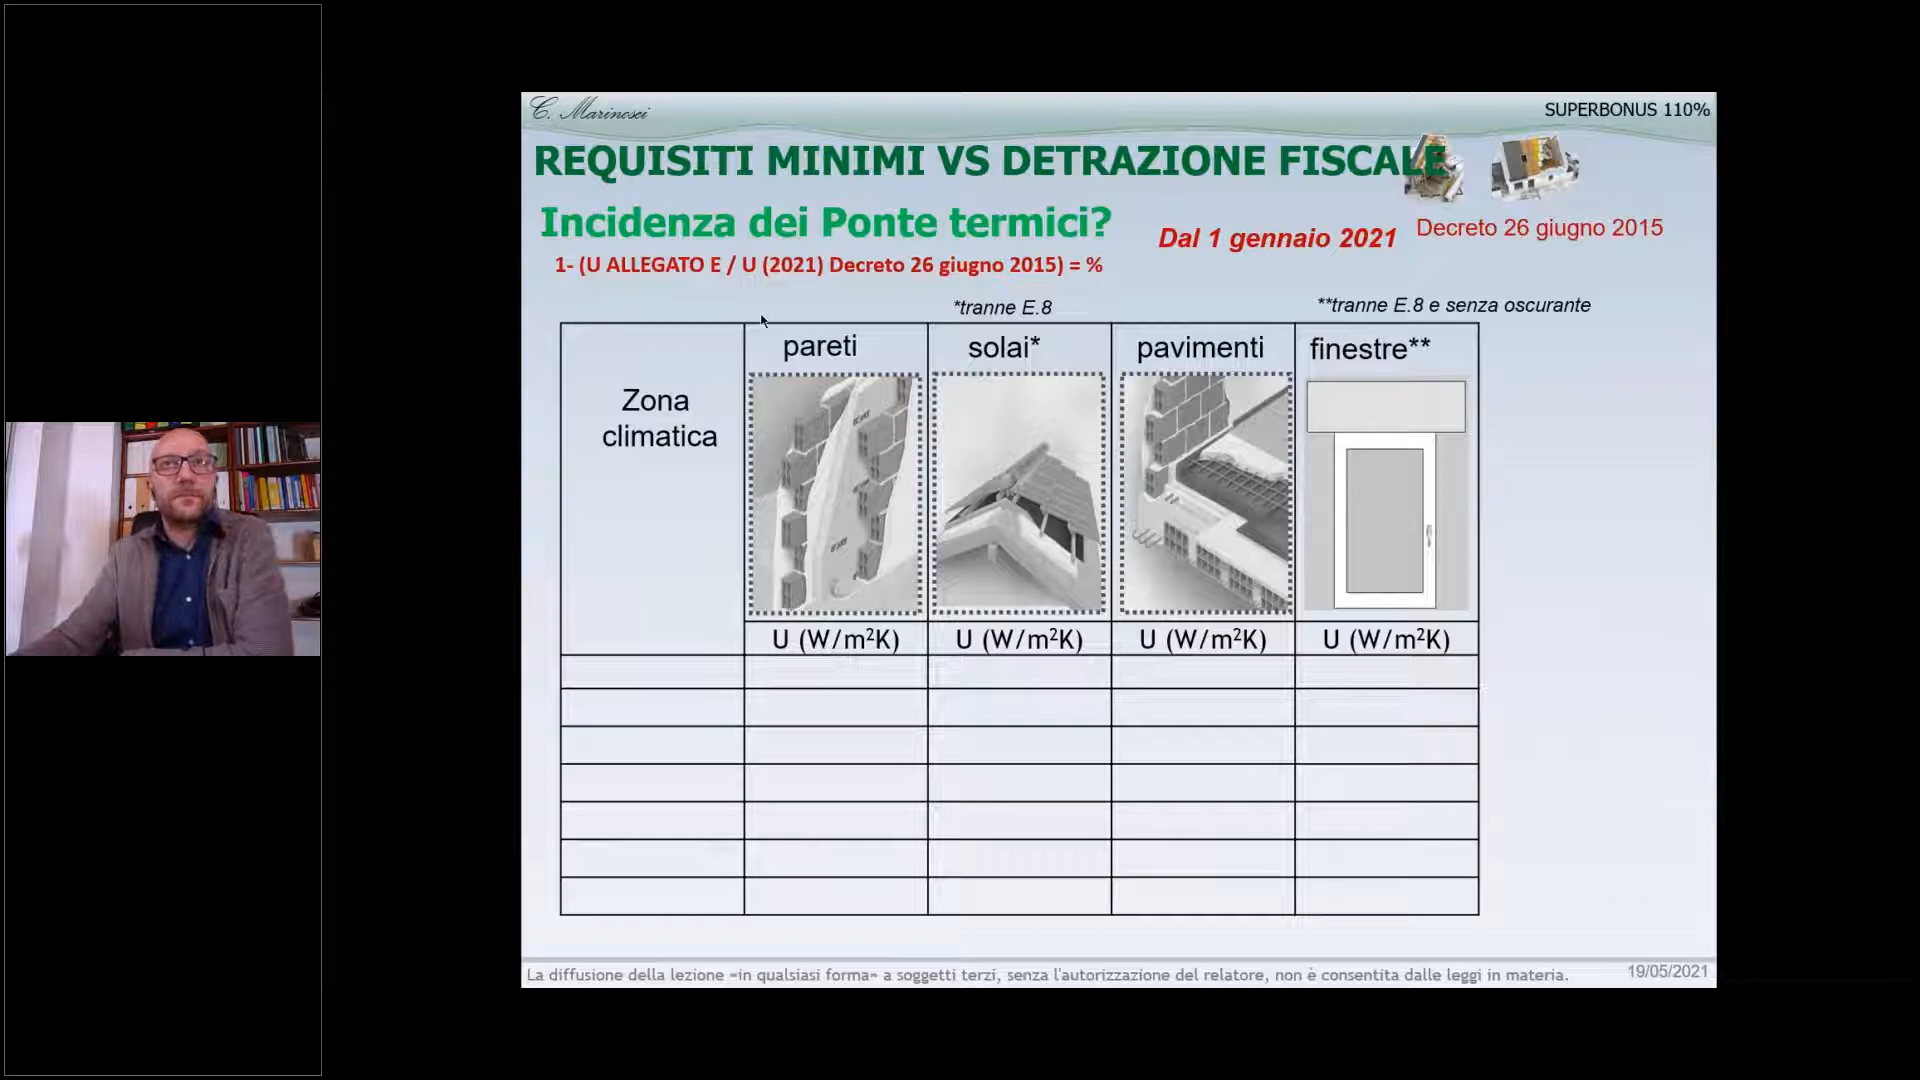 C. Marinosci
SUPERBONUS 110%
REQUISITI MINIMI VS DETRAZIONE FISCALE
Incidenza dei Ponte termici?
Dal 1 gennaio 2021
Decreto 26 giugno 2015
1- (U ALLEGATO E / U (2021) Decreto 26 giugno 2015) = %
*tranne E.8
**tranne E.8 e senza oscurante
Zona
climatica
pareti
solai*
pavimenti
finestre**
U (W/m²K)
U (W/m²K)
U (W/m²K)
U (W/m²K)
La diffusione della lezione «in qualsiasi forma» a soggetti terzi, senza l'autorizzazione del relatore, non è consentita dalle leggi in materia.
19/05/2021